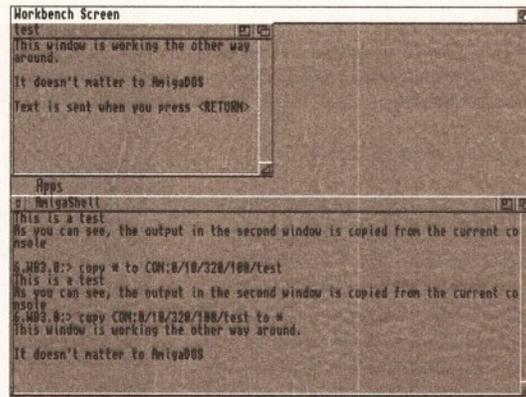 Workbench Screen
test
This window is working the other way
around.
It doesn't matter to AmigaDOS
Text is sent when you press <RETURN>
Apps
AmigaShell
This is a test
As you can see, the output in the second window is copied from the current co
nsole
6.WB3.0:> copy * to CON:0/10/320/100/test
This is a test
As you can see, the output in the second window is copied from the current co
nsole
6.WB3.0:> copy CON:0/10/320/100/test to *
This window is working the other way around.
It doesn't matter to AmigaDOS